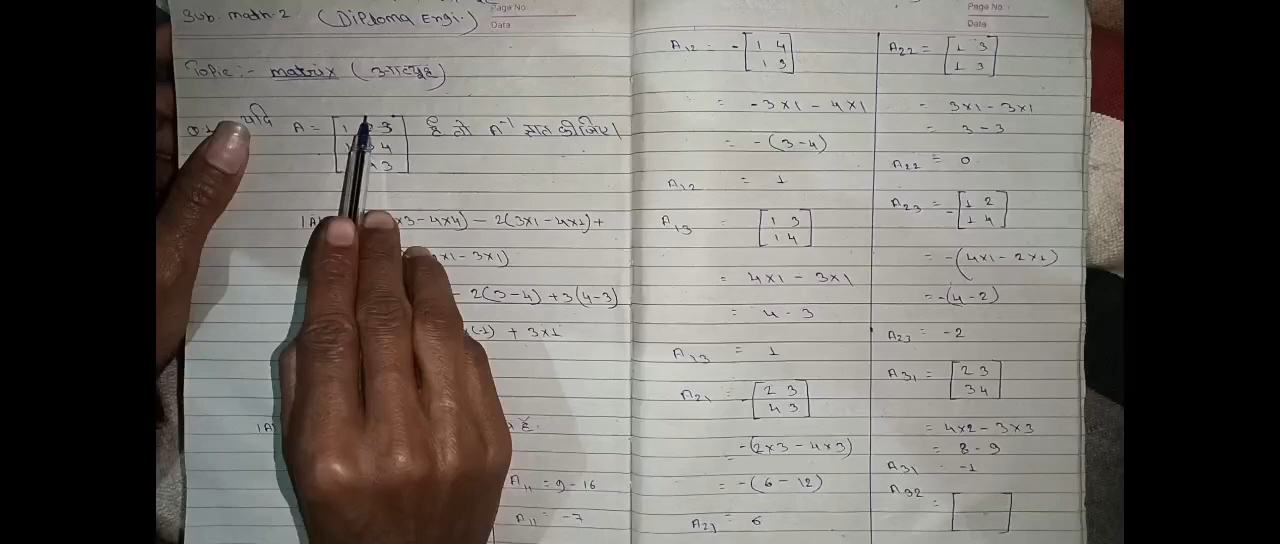 Sub. math-2 (Diploma Engi.)
Page No.
Data
Topic:- matrix
यदि A = है तो A⁻¹ ज्ञात कीजिए।
1 3
4
3
|A| ×3-4×4) - 2(3×1-4×1)+
×1-3×1)
- 2(3-4) +3(4-3)
(-1) + 3×1
|A|
है.
A11 = 9-16
A11 = -7
Page No.
Data
A12 = - [1 4
1 3]
= -3×1 - 4×1
= -(3-4)
A12 = 1
A13 = [1 3
1 4]
= 4×1 - 3×1
= 4-3
A13 = 1
A21 = -[2 3
4 3]
= -(2×3-4×3)
= -(6-12)
A21 = 6
A22 = [1 3
1 3]
= 3×1-3×1
= 3-3
A22 = 0
A23 = -[1 2
1 4]
= -(4×1-2×1)
= -(4-2)
A23 = -2
A31 = [2 3
3 4]
= 4×2-3×3
= 8-9
A31 = -1
A32
= [ ]